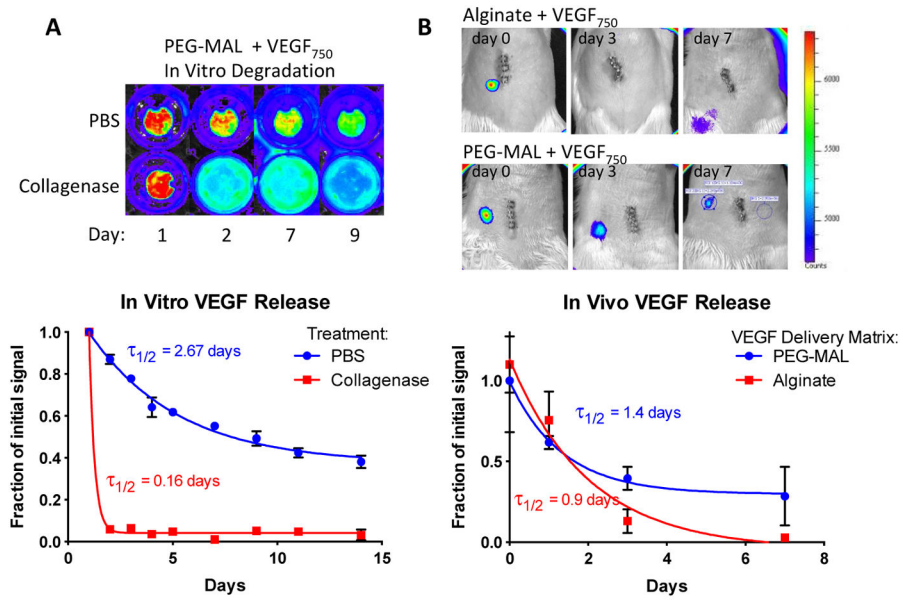 A
PEG-MAL + VEGF750
In Vitro Degradation
PBS
Collagenase
Day: 1 2 7 9
In Vitro VEGF Release
Fraction of initial signal
1.0
0.8
0.6
0.4
0.2
0.0
0 5 10 15
Days
Treatment:
PBS
Collagenase
τ1/2 = 2.67 days
τ1/2 = 0.16 days
B
Alginate + VEGF750
day 0 day 3 day 7
PEG-MAL + VEGF750
day 0 day 3 day 7
6000
5000
4000
Counts
In Vivo VEGF Release
Fraction of initial signal
1.0
0.5
0.0
0 2 4 6 8
Days
VEGF Delivery Matrix:
PEG-MAL
Alginate
τ1/2 = 1.4 days
τ1/2 = 0.9 days